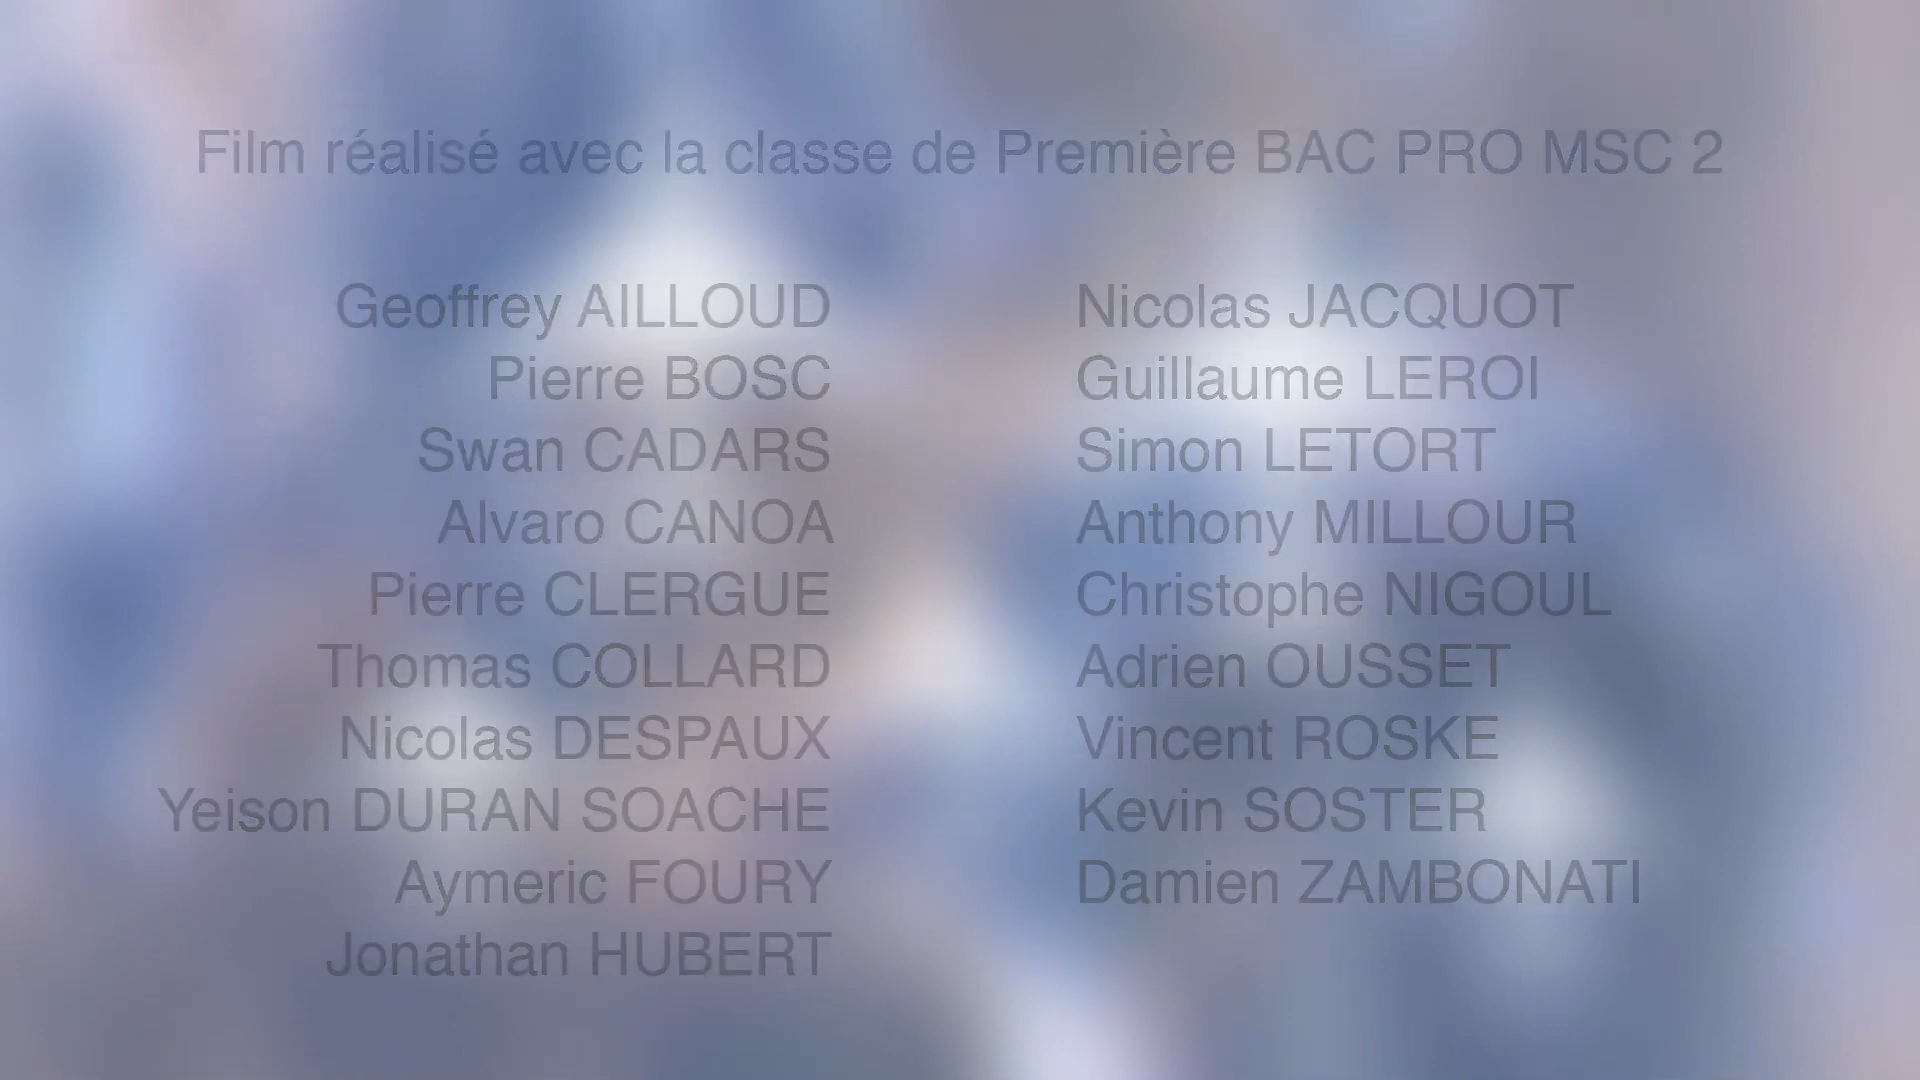 Film réalisé avec la classe de Première BAC PRO MSC 2
Geoffrey AILLOUD
Pierre BOSC
Swan CADARS
Alvaro CANOA
Pierre CLERGUE
Thomas COLLARD
Nicolas DESPAUX
Yeison DURAN SOACHE
Aymeric FOURY
Jonathan HUBERT
Nicolas JACQUOT
Guillaume LEROI
Simon LETORT
Anthony MILLOUR
Christophe NIGOUL
Adrien OUSSET
Vincent ROSKE
Kevin SOSTER
Damien ZAMBONATI